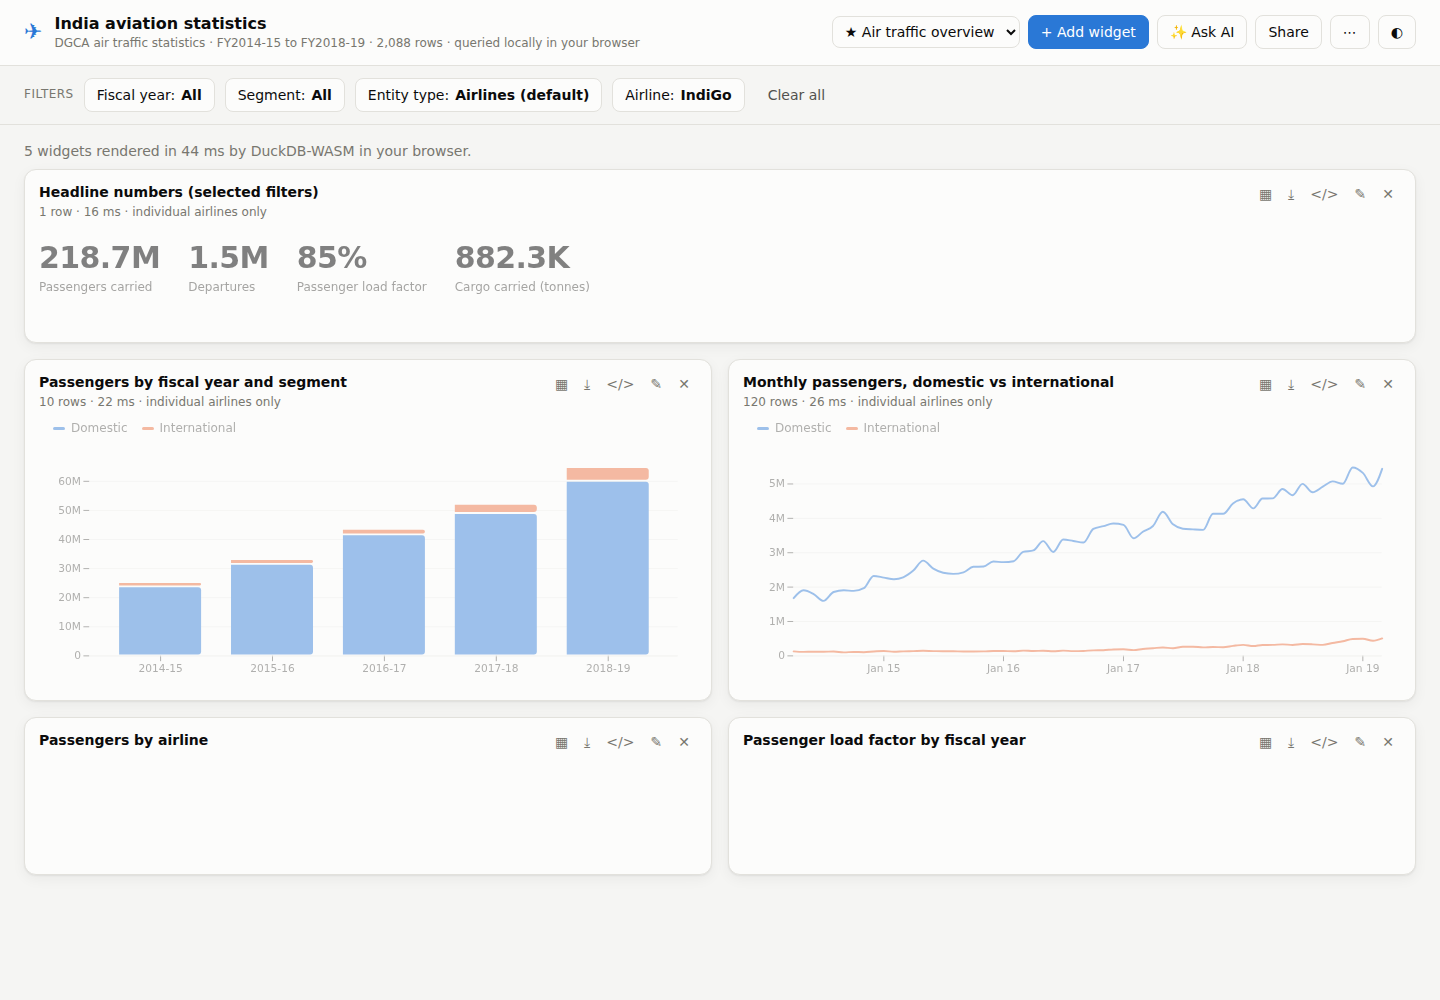 India aviation statistics
DGCA air traffic statistics · FY2014-15 to FY2018-19 · 2,088 rows · queried locally in your browser
★ Air traffic overview
+ Add widget
✨ Ask AI
Share
···
FILTERS
Fiscal year: All
Segment: All
Entity type: Airlines (default)
Airline: IndiGo
Clear all
5 widgets rendered in 44 ms by DuckDB-WASM in your browser.
Headline numbers (selected filters)
</>
1 row · 16 ms · individual airlines only
218.7M
1.5M
85%
882.3K
Passengers carried
Departures
Passenger load factor
Cargo carried (tonnes)
Passengers by fiscal year and segment
</>
10 rows · 22 ms · individual airlines only
Domestic
International
60M
50M
40M
30M
20M
10M
0
2014-15
2015-16
2016-17
2017-18
2018-19
Monthly passengers, domestic vs international
</>
120 rows · 26 ms · individual airlines only
Domestic
International
5M
4M
3M
2M
1M
0
Jan 15
Jan 16
Jan 17
Jan 18
Jan 19
Passengers by airline
</>
Passenger load factor by fiscal year
</>